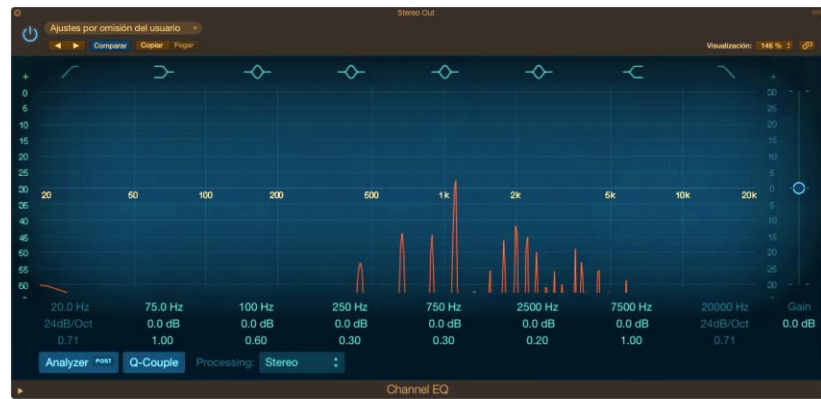 Stereo Out
Ajustes por omisión del usuario
Comparar Copiar Pegar
Visualización: 146 %
+ +
0 30
5 25
10 20
15 15
20 10
25 5
30 20 50 100 200 500 1k 2k 5k 10k 20k 0
35 5
40 10
45 15
50 20
55 25
60 30
- -
20.0 Hz 75.0 Hz 100 Hz 250 Hz 750 Hz 2500 Hz 7500 Hz 20000 Hz Gain
24dB/Oct 0.0 dB 0.0 dB 0.0 dB 0.0 dB 0.0 dB 0.0 dB 24dB/Oct 0.0 dB
0.71 1.00 0.60 0.30 0.30 0.20 1.00 0.71
Analyzer POST Q-Couple Processing: Stereo
Channel EQ